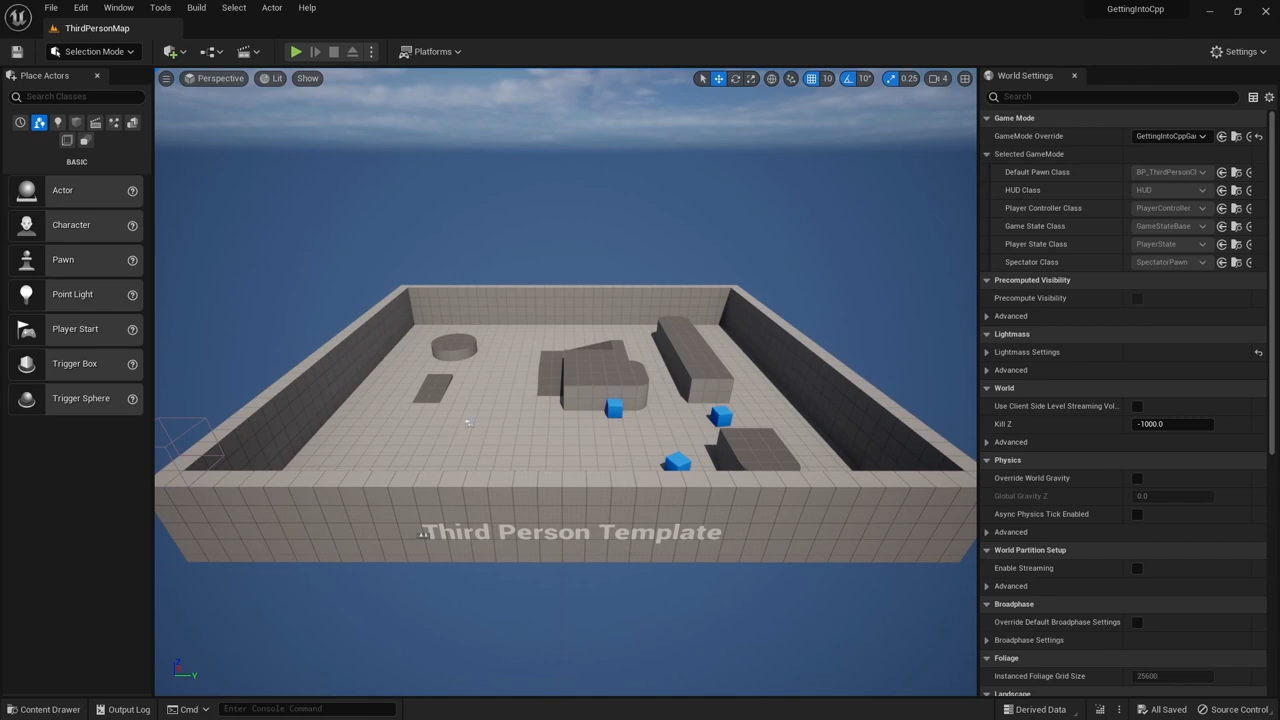 File Edit Window Tools Build Select Actor Help
GettingIntoCpp
ThirdPersonMap
Selection Mode
Platforms
Settings
Place Actors
Search Classes
BASIC
Actor
Character
Pawn
Point Light
Player Start
Trigger Box
Trigger Sphere
Perspective Lit Show
10 10° 0.25 4
Third Person Template
Z
Y
World Settings
Search
Game Mode
GameMode Override GettingIntoCppGa
Selected GameMode
Default Pawn Class BP_ThirdPersonCl
HUD Class HUD
Player Controller Class PlayerController
Game State Class GameStateBase
Player State Class PlayerState
Spectator Class SpectatorPawn
Precomputed Visibility
Precompute Visibility
Advanced
Lightmass
Lightmass Settings
Advanced
World
Use Client Side Level Streaming Vol...
Kill Z -1000.0
Advanced
Physics
Override World Gravity
Global Gravity Z 0.0
Async Physics Tick Enabled
Advanced
World Partition Setup
Enable Streaming
Advanced
Broadphase
Override Default Broadphase Settings
Broadphase Settings
Foliage
Instanced Foliage Grid Size 25600
Landscape
Content Drawer Output Log Cmd Enter Console Command
Derived Data All Saved Source Control